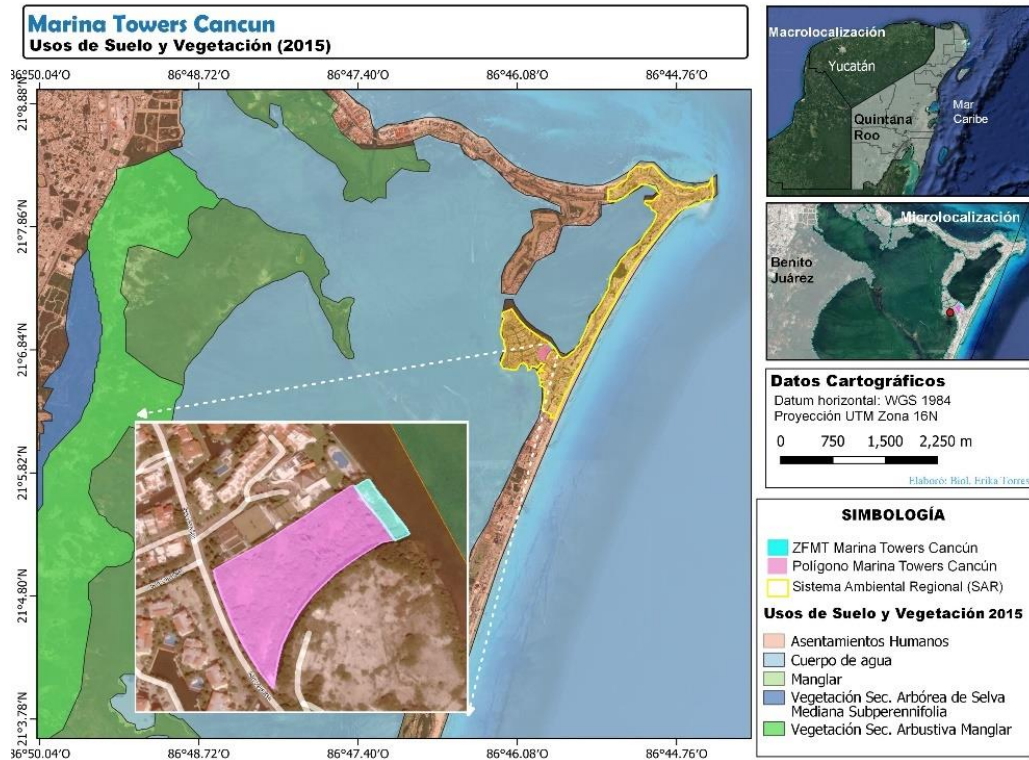 Marina Towers Cancun
Usos de Suelo y Vegetación (2015)
86°50.04'O 86°48.72'O 86°47.40'O 86°46.08'O 86°44.76'O
21°8.88'N
21°7.86'N
21°6.84'N
21°5.82'N
21°4.80'N
21°3.78'N
86°50.04'O 86°48.72'O 86°47.40'O 86°46.08'O 86°44.76'O
Macrolocalización
Yucatán
Quintana
Roo
Mar
Caribe
Microlocalización
Benito
Juárez
Datos Cartográficos
Datum horizontal: WGS 1984
Proyección UTM Zona 16N
0 750 1,500 2,250 m
Elaboró: Biol. Erika Torres
SIMBOLOGÍA
ZFMT Marina Towers Cancún
Polígono Marina Towers Cancún
Sistema Ambiental Regional (SAR)
Usos de Suelo y Vegetación 2015
Asentamientos Humanos
Cuerpo de agua
Manglar
Vegetación Sec. Arbórea de Selva
Mediana Subperennifolia
Vegetación Sec. Arbustiva Manglar